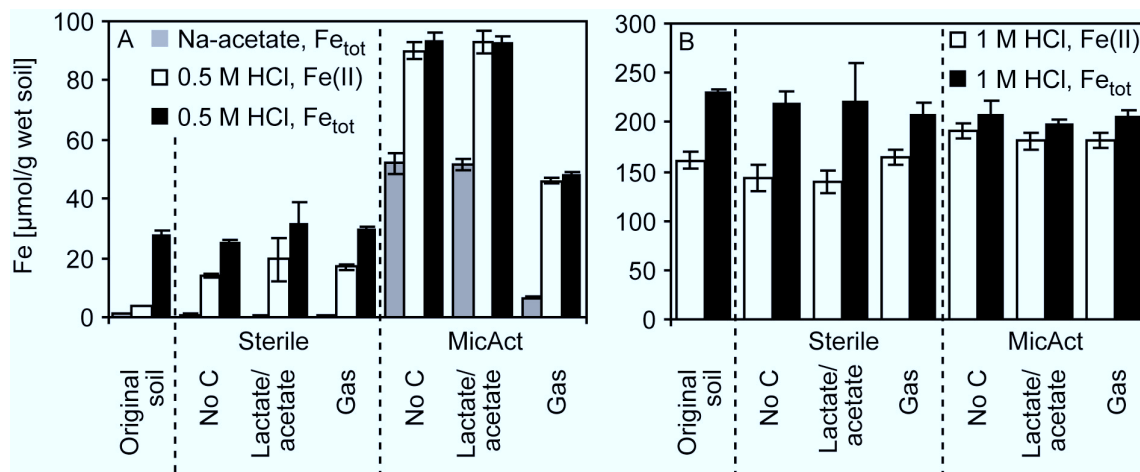 Fe [µmol/g wet soil]
100
80
60
40
20
0
A
Na-acetate, Fetot
0.5 M HCl, Fe(II)
0.5 M HCl, Fetot
Sterile
MicAct
Original soil
No C
Lactate/
acetate
Gas
No C
Lactate/
acetate
Gas
300
250
200
150
100
50
0
B
1 M HCl, Fe(II)
1 M HCl, Fetot
Sterile
MicAct
Original
soil
No C
Lactate/
acetate
Gas
No C
Lactate/
acetate
Gas